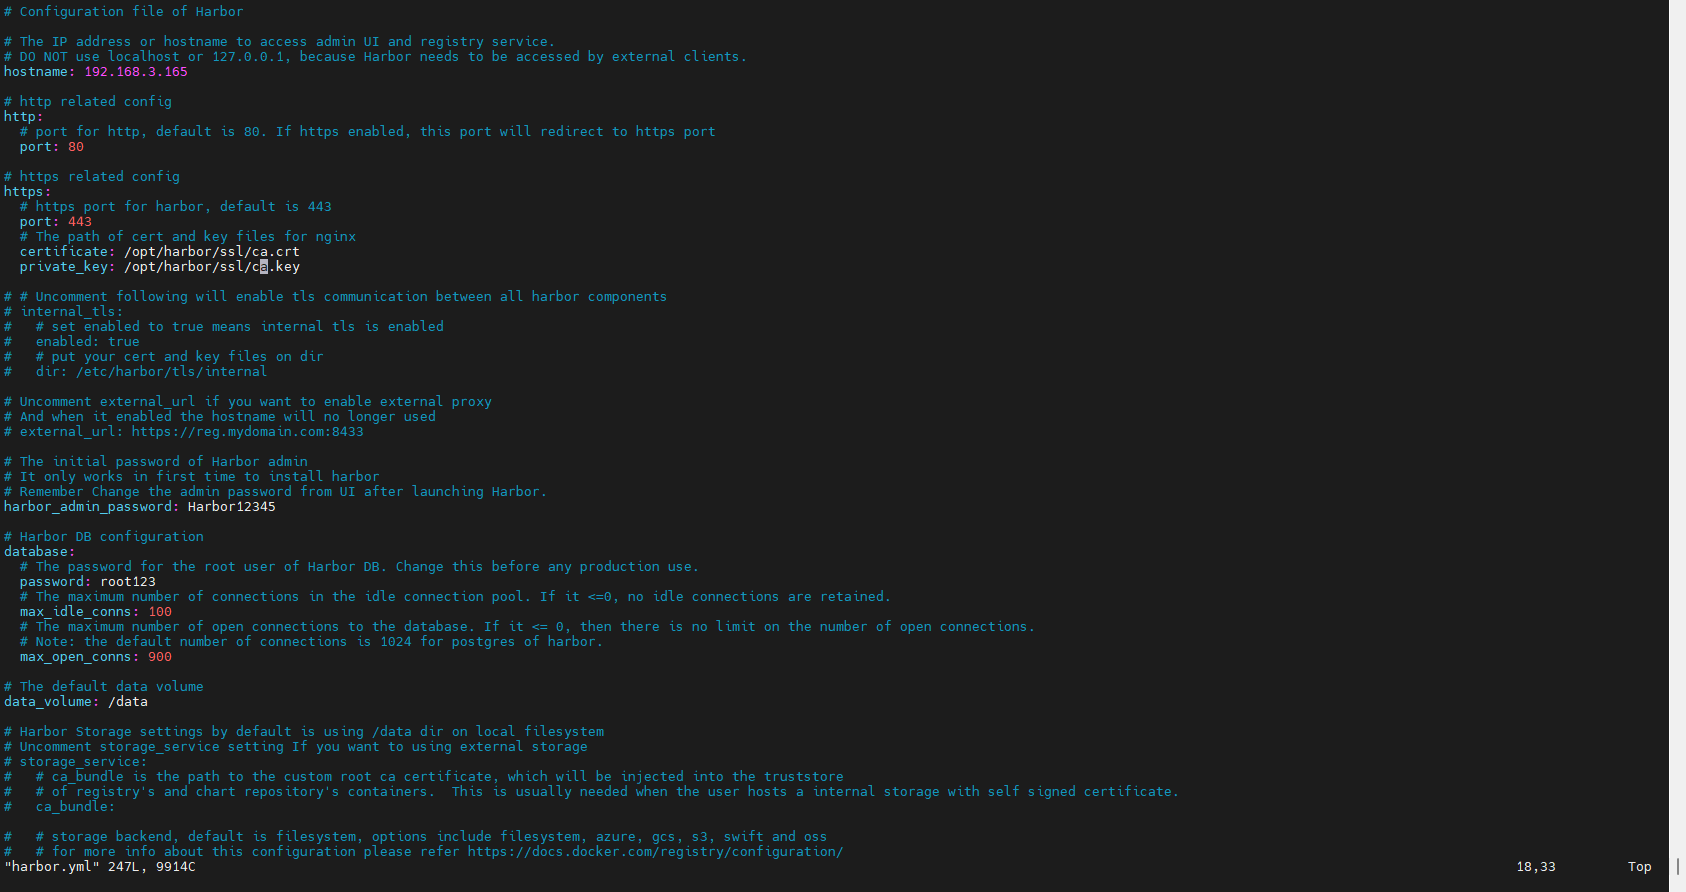 # Configuration file of Harbor
# The IP address or hostname to access admin UI and registry service.
# DO NOT use localhost or 127.0.0.1, because Harbor needs to be accessed by external clients.
hostname: 192.168.3.165
# http related config
http:
  # port for http, default is 80. If https enabled, this port will redirect to https port
  port: 80
# https related config
https:
  # https port for harbor, default is 443
  port: 443
  # The path of cert and key files for nginx
  certificate: /opt/harbor/ssl/ca.crt
  private_key: /opt/harbor/ssl/ca.key
# # Uncomment following will enable tls communication between all harbor components
# internal_tls:
#   # set enabled to true means internal tls is enabled
#   enabled: true
#   # put your cert and key files on dir
#   dir: /etc/harbor/tls/internal
# Uncomment external_url if you want to enable external proxy
# And when it enabled the hostname will no longer used
# external_url: https://reg.mydomain.com:8433
# The initial password of Harbor admin
# It only works in first time to install harbor
# Remember Change the admin password from UI after launching Harbor.
harbor_admin_password: Harbor12345
# Harbor DB configuration
database:
  # The password for the root user of Harbor DB. Change this before any production use.
  password: root123
  # The maximum number of connections in the idle connection pool. If it <=0, no idle connections are retained.
  max_idle_conns: 100
  # The maximum number of open connections to the database. If it <= 0, then there is no limit on the number of open connections.
  # Note: the default number of connections is 1024 for postgres of harbor.
  max_open_conns: 900
# The default data volume
data_volume: /data
# Harbor Storage settings by default is using /data dir on local filesystem
# Uncomment storage_service setting If you want to using external storage
# storage_service:
#   # ca_bundle is the path to the custom root ca certificate, which will be injected into the truststore
#   # of registry's and chart repository's containers.  This is usually needed when the user hosts a internal storage with self signed certificate.
#   ca_bundle:
#   # storage backend, default is filesystem, options include filesystem, azure, gcs, s3, swift and oss
#   # for more info about this configuration please refer https://docs.docker.com/registry/configuration/
"harbor.yml" 247L, 9914C 18,33 Top